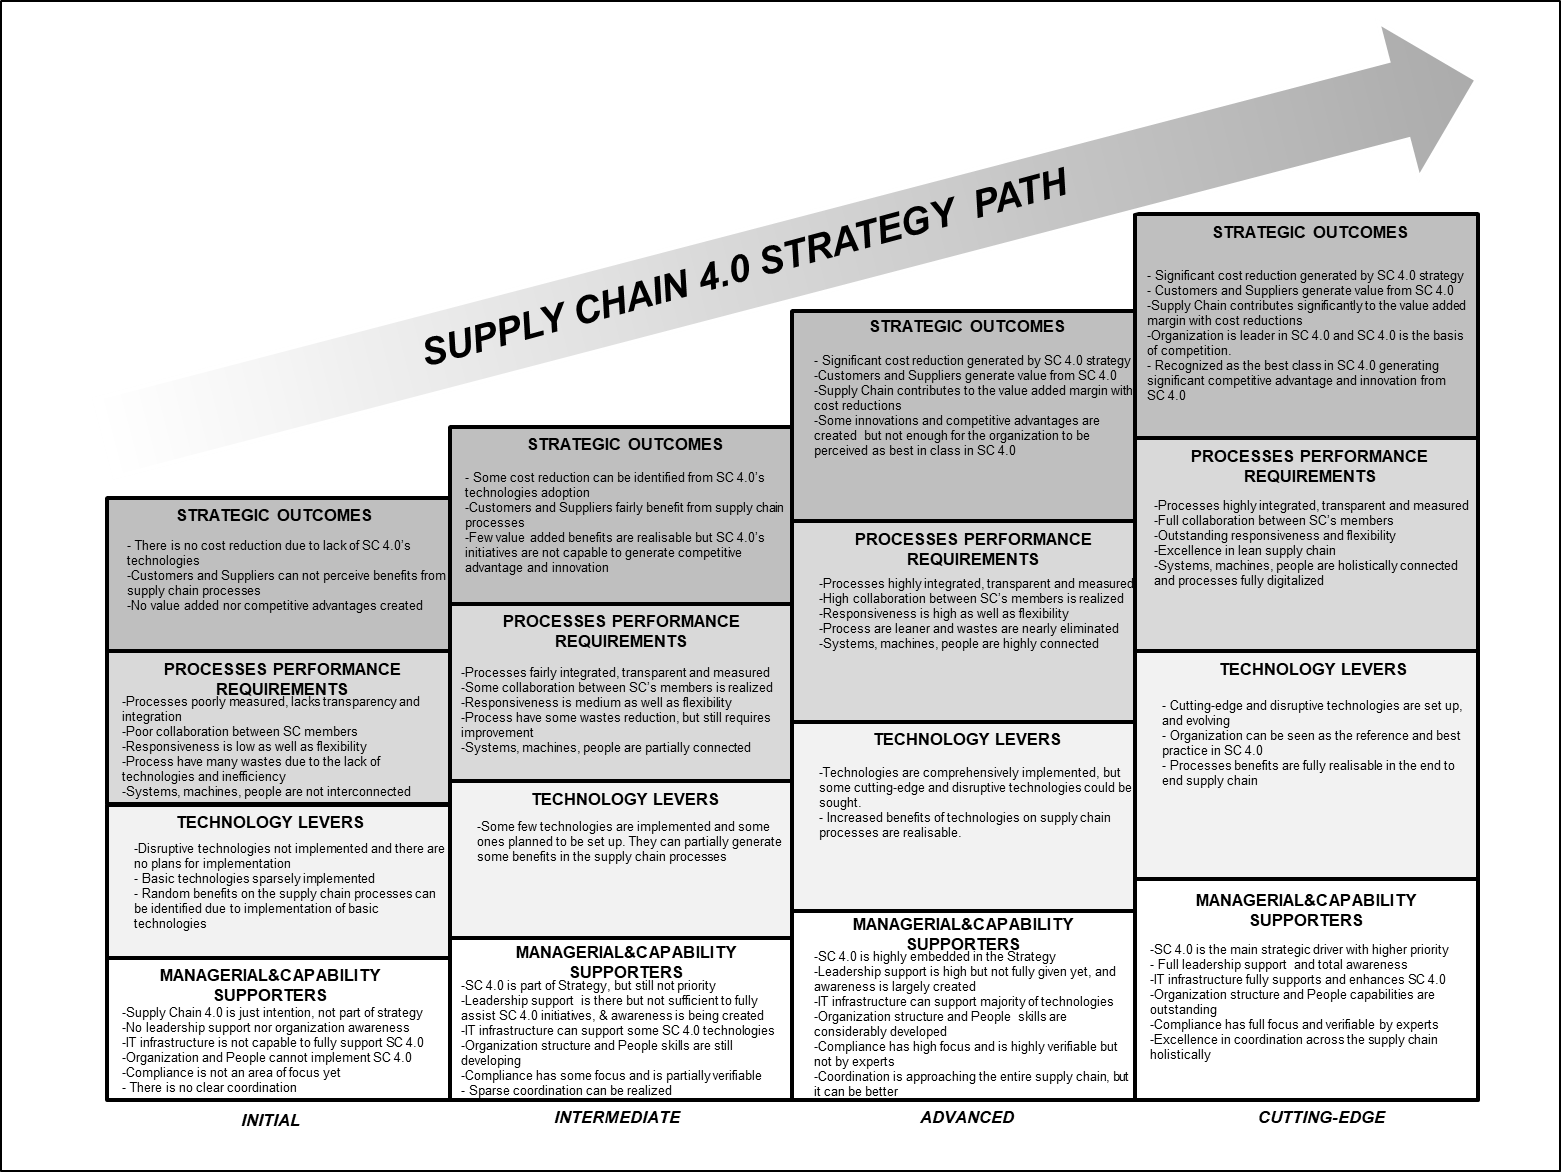 SUPPLY CHAIN 4.0 STRATEGY PATH
STRATEGIC OUTCOMES
- There is no cost reduction due to lack of SC 4.0's
technologies
-Customers and Suppliers can not perceive benefits from
supply chain processes
-No value added nor competitive advantages created
PROCESSES PERFORMANCE
REQUIREMENTS
-Processes poorly measured, lacks transparency and
integration
-Poor collaboration between SC members
-Responsiveness is low as well as flexibility
-Process have many wastes due to the lack of
technologies and inefficiency
-Systems, machines, people are not interconnected
TECHNOLOGY LEVERS
-Disruptive technologies not implemented and there are
no plans for implementation
- Basic technologies sparsely implemented
- Random benefits on the supply chain processes can
be identified due to implementation of basic
technologies
MANAGERIAL&CAPABILITY
SUPPORTERS
-Supply Chain 4.0 is just intention, not part of strategy
-No leadership support nor organization awareness
-IT infrastructure is not capable to fully support SC 4.0
-Organization and People cannot implement SC 4.0
-Compliance is not an area of focus yet
- There is no clear coordination
INITIAL
STRATEGIC OUTCOMES
- Some cost reduction can be identified from SC 4.0's
technologies adoption
-Customers and Suppliers fairly benefit from supply chain
processes
-Few value added benefits are realisable but SC 4.0's
initiatives are not capable to generate competitive
advantage and innovation
PROCESSES PERFORMANCE
REQUIREMENTS
-Processes fairly integrated, transparent and measured
-Some collaboration between SC's members is realized
-Responsiveness is medium as well as flexibility
-Process have some wastes reduction, but still requires
improvement
-Systems, machines, people are partially connected
TECHNOLOGY LEVERS
-Some few technologies are implemented and some
ones planned to be set up. They can partially generate
some benefits in the supply chain processes
MANAGERIAL&CAPABILITY
SUPPORTERS
-SC 4.0 is part of Strategy, but still not priority
-Leadership support is there but not sufficient to fully
assist SC 4.0 initiatives, & awareness is being created
-IT infrastructure can support some SC 4.0 technologies
-Organization structure and People skills are still
developing
-Compliance has some focus and is partially verifiable
- Sparse coordination can be realized
INTERMEDIATE
STRATEGIC OUTCOMES
- Significant cost reduction generated by SC 4.0 strategy
-Customers and Suppliers generate value from SC 4.0
-Supply Chain contributes to the value added margin with
cost reductions
-Some innovations and competitive advantages are
created but not enough for the organization to be
perceived as best in class in SC 4.0
PROCESSES PERFORMANCE
REQUIREMENTS
-Processes highly integrated, transparent and measured
-High collaboration between SC's members is realized
-Responsiveness is high as well as flexibility
-Process are leaner and wastes are nearly eliminated
-Systems, machines, people are highly connected
TECHNOLOGY LEVERS
-Technologies are comprehensively implemented, but
some cutting-edge and disruptive technologies could be
sought.
- Increased benefits of technologies on supply chain
processes are realisable.
MANAGERIAL&CAPABILITY
SUPPORTERS
-SC 4.0 is highly embedded in the Strategy
-Leadership support is high but not fully given yet, and
awareness is largely created
-IT infrastructure can support majority of technologies
-Organization structure and People skills are
considerably developed
-Compliance has high focus and is highly verifiable but
not by experts
-Coordination is approaching the entire supply chain, but
it can be better
ADVANCED
STRATEGIC OUTCOMES
- Significant cost reduction generated by SC 4.0 strategy
- Customers and Suppliers generate value from SC 4.0
-Supply Chain contributes significantly to the value added
margin with cost reductions
-Organization is leader in SC 4.0 and SC 4.0 is the basis
of competition.
- Recognized as the best class in SC 4.0 generating
significant competitive advantage and innovation from
SC 4.0
PROCESSES PERFORMANCE
REQUIREMENTS
-Processes highly integrated, transparent and measured
-Full collaboration between SC's members
-Outstanding responsiveness and flexibility
-Excellence in lean supply chain
-Systems, machines, people are holistically connected
and processes fully digitalized
TECHNOLOGY LEVERS
- Cutting-edge and disruptive technologies are set up,
and evolving
- Organization can be seen as the reference and best
practice in SC 4.0
- Processes benefits are fully realisable in the end to
end supply chain
MANAGERIAL&CAPABILITY
SUPPORTERS
-SC 4.0 is the main strategic driver with higher priority
- Full leadership support and total awareness
-IT infrastructure fully supports and enhances SC 4.0
-Organization structure and People capabilities are
outstanding
-Compliance has full focus and verifiable by experts
-Excellence in coordination across the supply chain
holistically
CUTTING-EDGE